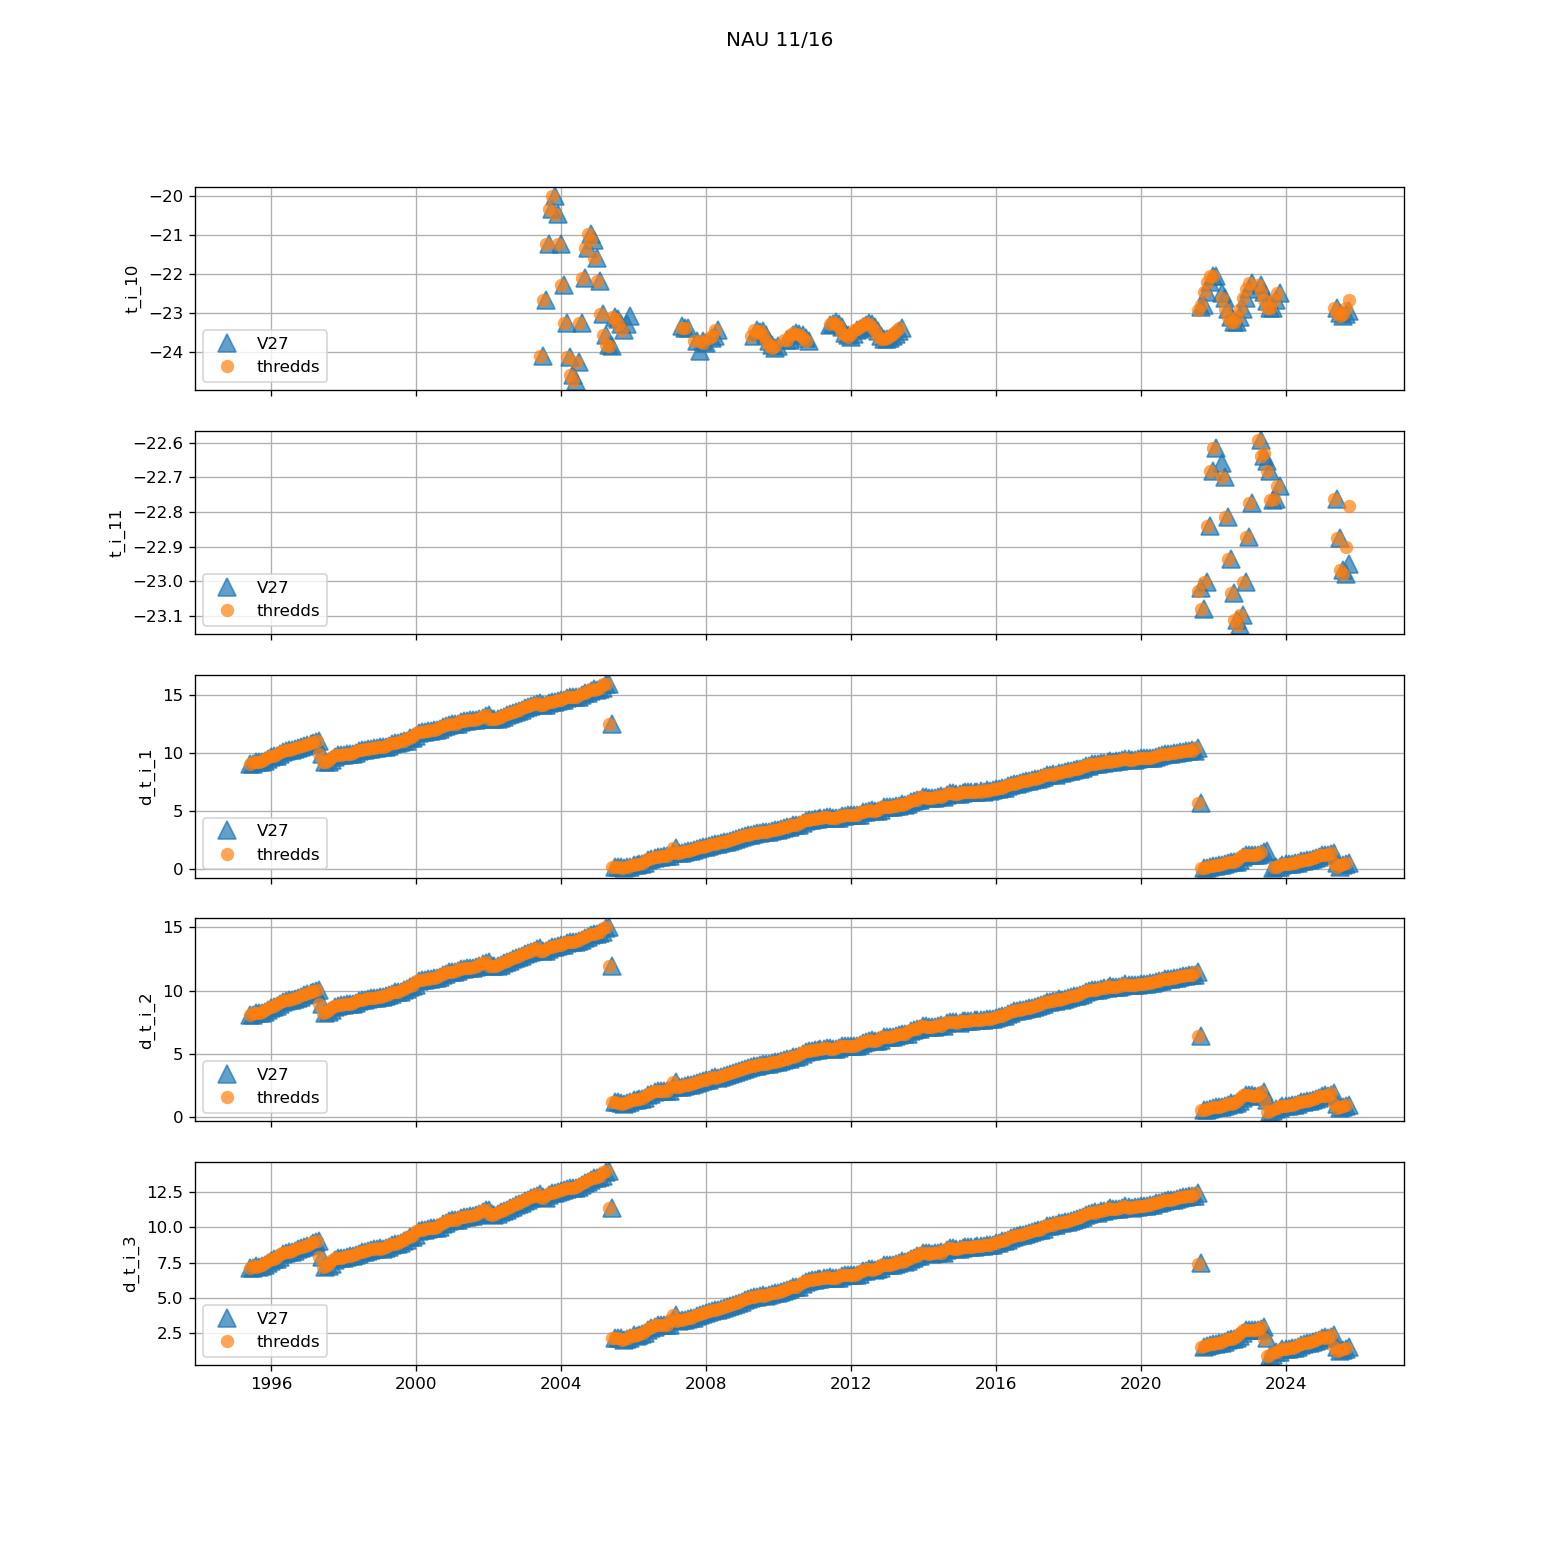 NAU 11/16
−20
−21
−22
−23
−24
t_i_10
V27
thredds
−22.6
−22.7
−22.8
−22.9
−23.0
−23.1
t_i_11
V27
thredds
15
10
5
0
d_t_i_1
V27
thredds
15
10
5
0
d_t_i_2
V27
thredds
12.5
10.0
7.5
5.0
2.5
d_t_i_3
V27
thredds
1996 2000 2004 2008 2012 2016 2020 2024